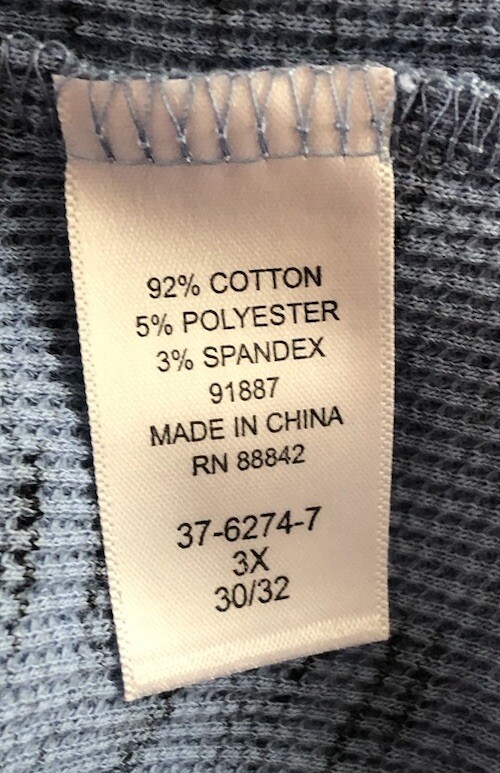 92% COTTON
5% POLYESTER
3% SPANDEX
91887
MADE IN CHINA
RN 88842
37-6274-7
3X
30/32